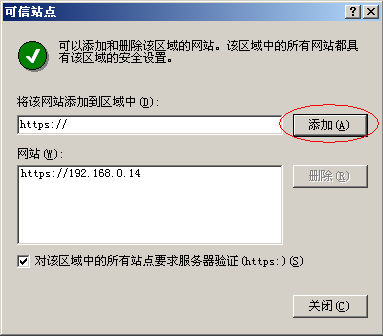 可信站点
可以添加和删除该区域的网站。该区域中的所有网站都具
有该区域的安全设置。
将该网站添加到区域中(D):
https://
添加(A)
网站(W):
https://192.168.0.14
删除(R)
对该区域中的所有站点要求服务器验证(https:)(S)
关闭(C)